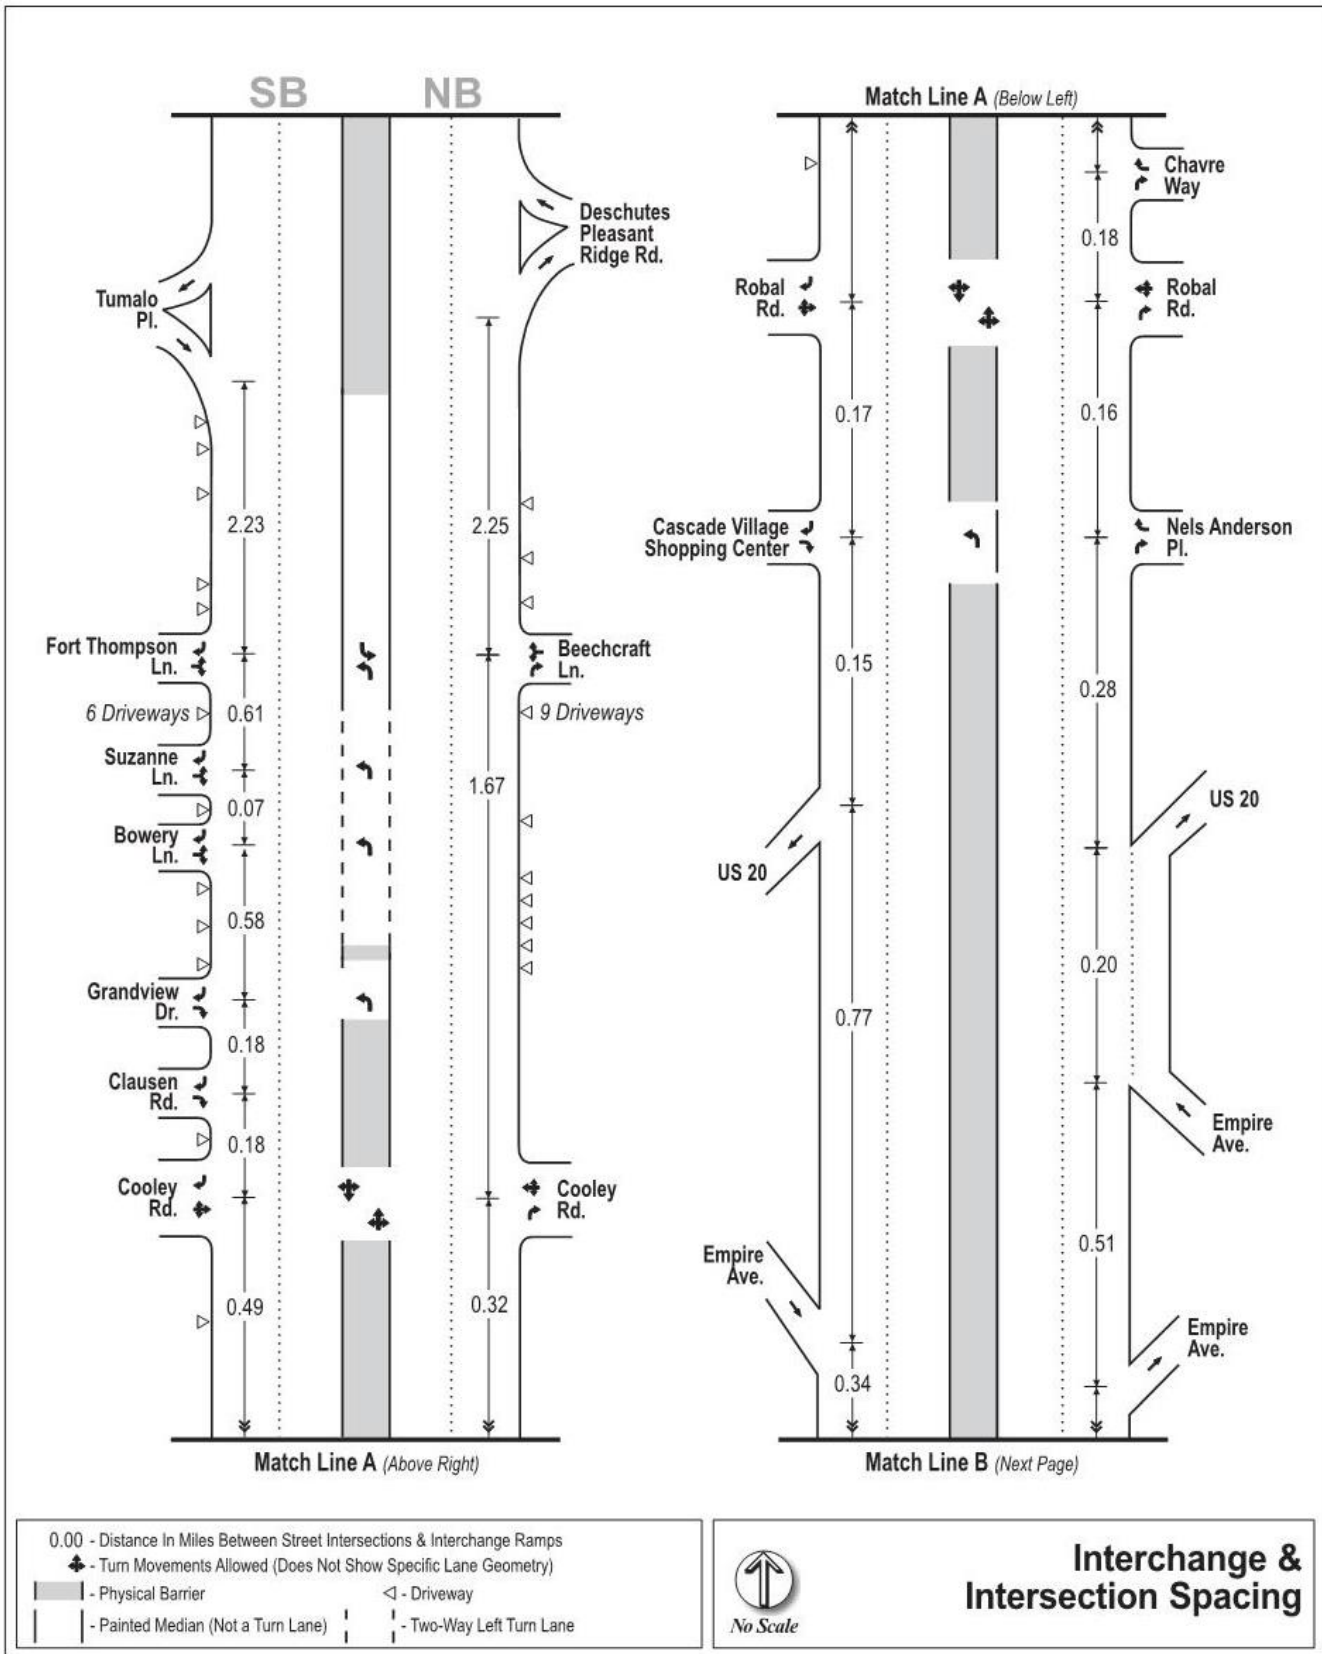 SB NB
Deschutes
Pleasant
Ridge Rd.
Tumalo
Pl.
2.23
2.25
Fort Thompson
Ln.
Beechcraft
Ln.
6 Driveways
0.61
9 Driveways
Suzanne
Ln.
1.67
0.07
Bowery
Ln.
0.58
Grandview
Dr.
0.18
Clausen
Rd.
0.18
Cooley
Rd.
Cooley
Rd.
0.49
0.32
Match Line A (Above Right)
Match Line A (Below Left)
Chavre
Way
0.18
Robal
Rd.
Robal
Rd.
0.17
0.16
Cascade Village
Shopping Center
Nels Anderson
Pl.
0.15
0.28
US 20
US 20
0.20
0.77
Empire
Ave.
0.51
Empire
Ave.
Empire
Ave.
0.34
Match Line B (Next Page)
0.00 - Distance In Miles Between Street Intersections & Interchange Ramps
- Turn Movements Allowed (Does Not Show Specific Lane Geometry)
- Physical Barrier
- Driveway
- Painted Median (Not a Turn Lane)
- Two-Way Left Turn Lane
No Scale
Interchange &
Intersection Spacing